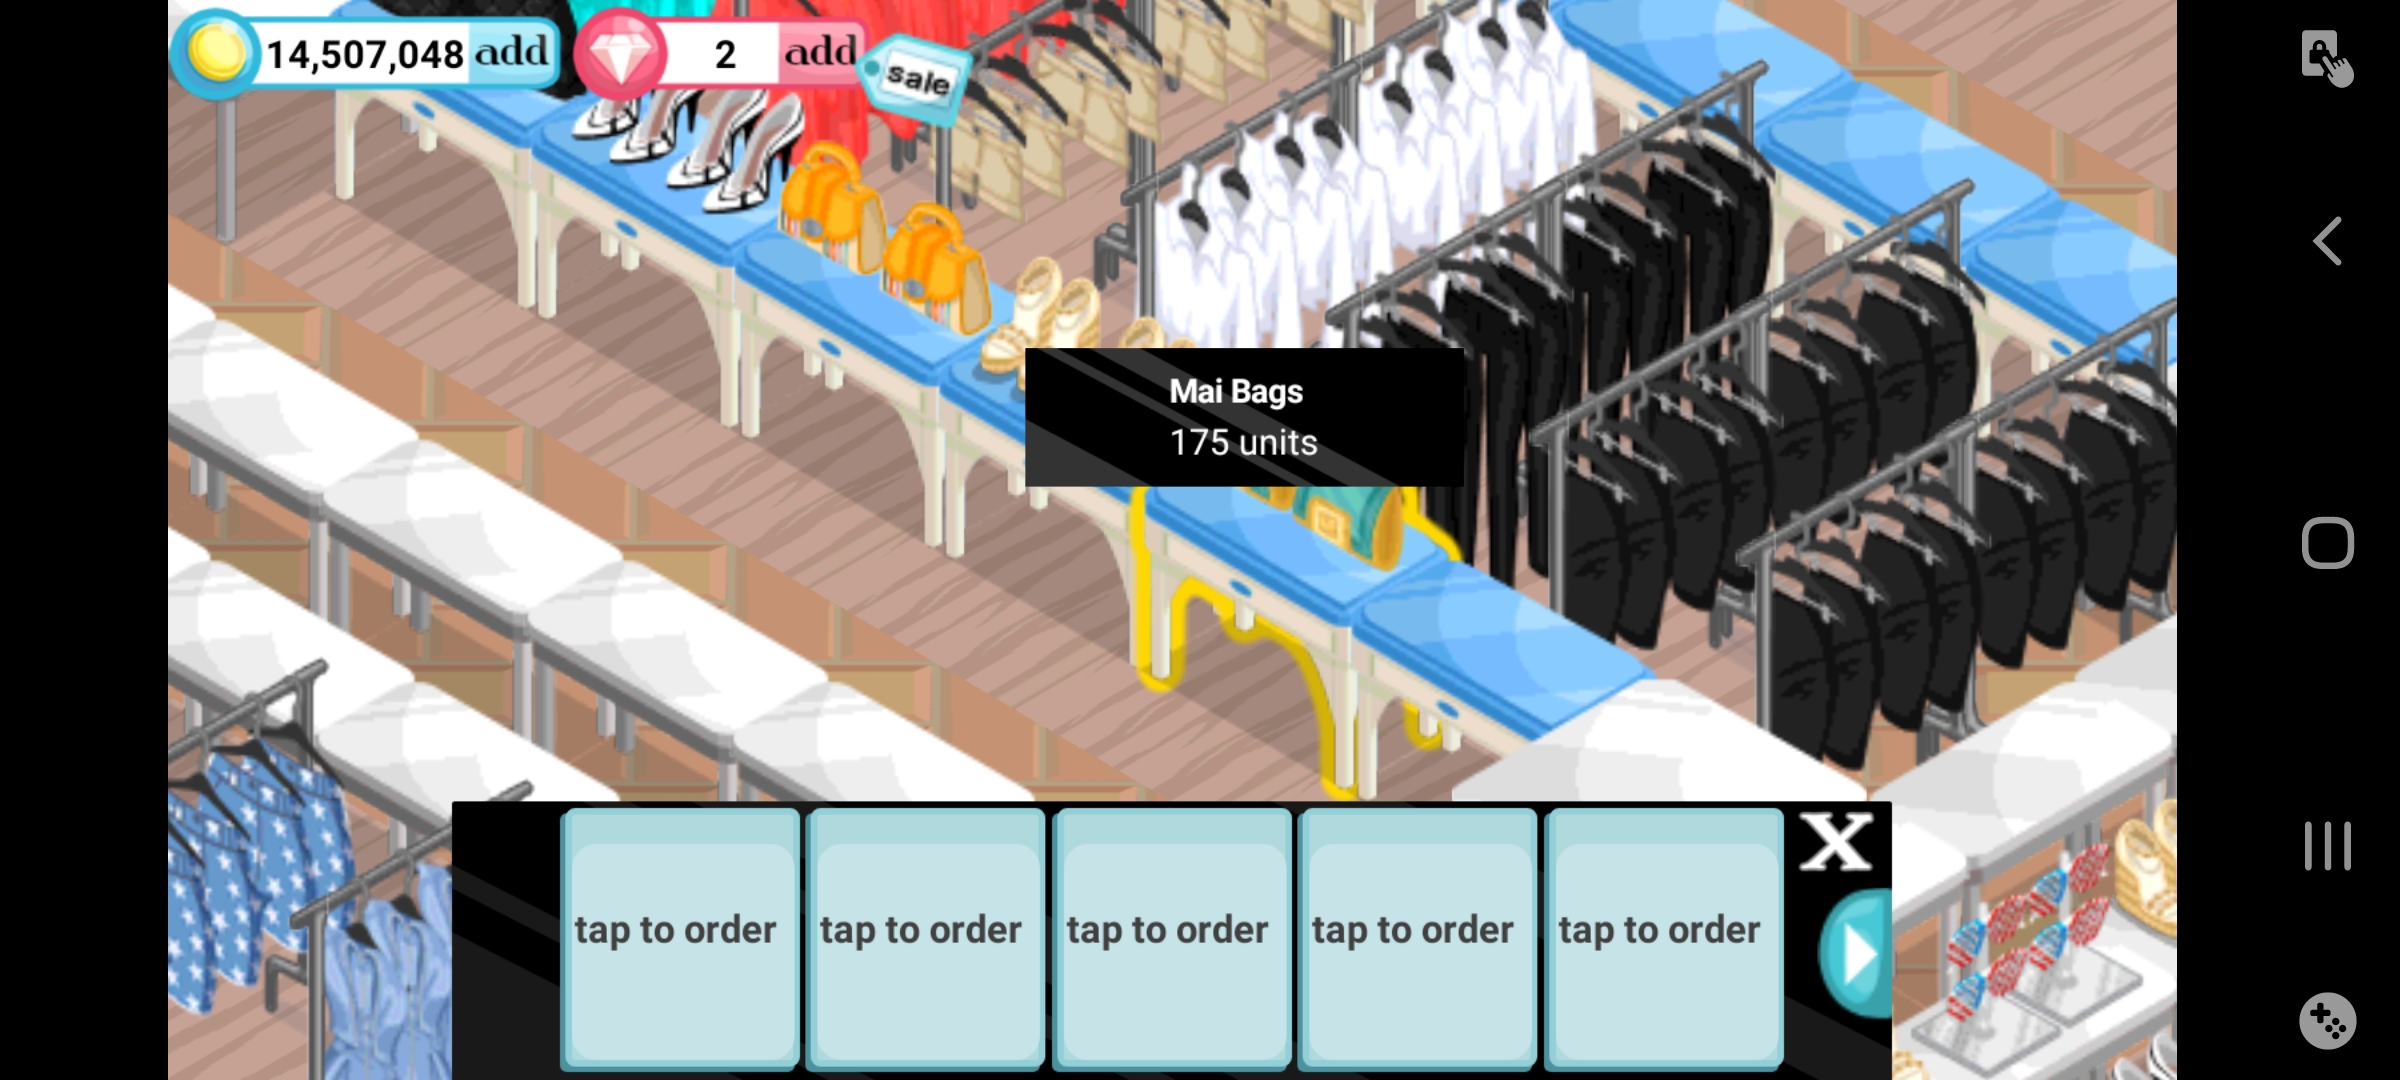 14,507,048 add
2 add
sale
Mai Bags
175 units
X
tap to order
tap to order
tap to order
tap to order
tap to order